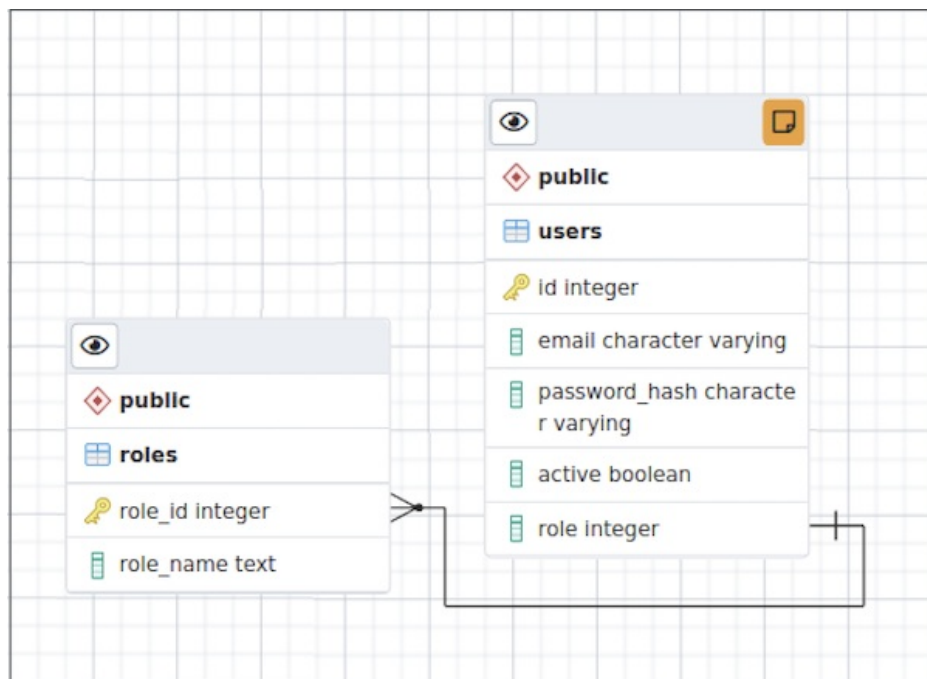 public
users
id integer
email character varying
password_hash characte
r varying
active boolean
role integer
public
roles
role_id integer
role_name text